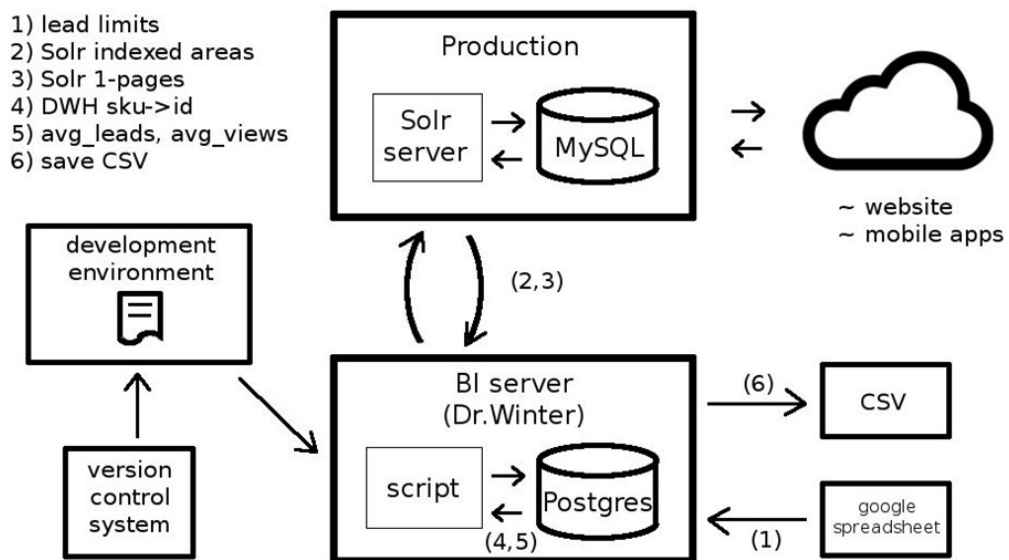 1) lead limits
2) Solr indexed areas
3) Solr 1-pages
4) DWH sku->id
5) avg_leads, avg_views
6) save CSV
Production
Solr
server
MySQL
~ website
~ mobile apps
development
environment
(2,3)
BI server
(Dr.Winter)
script
Postgres
(4,5)
(6)
CSV
version
control
system
google
spreadsheet
(1)